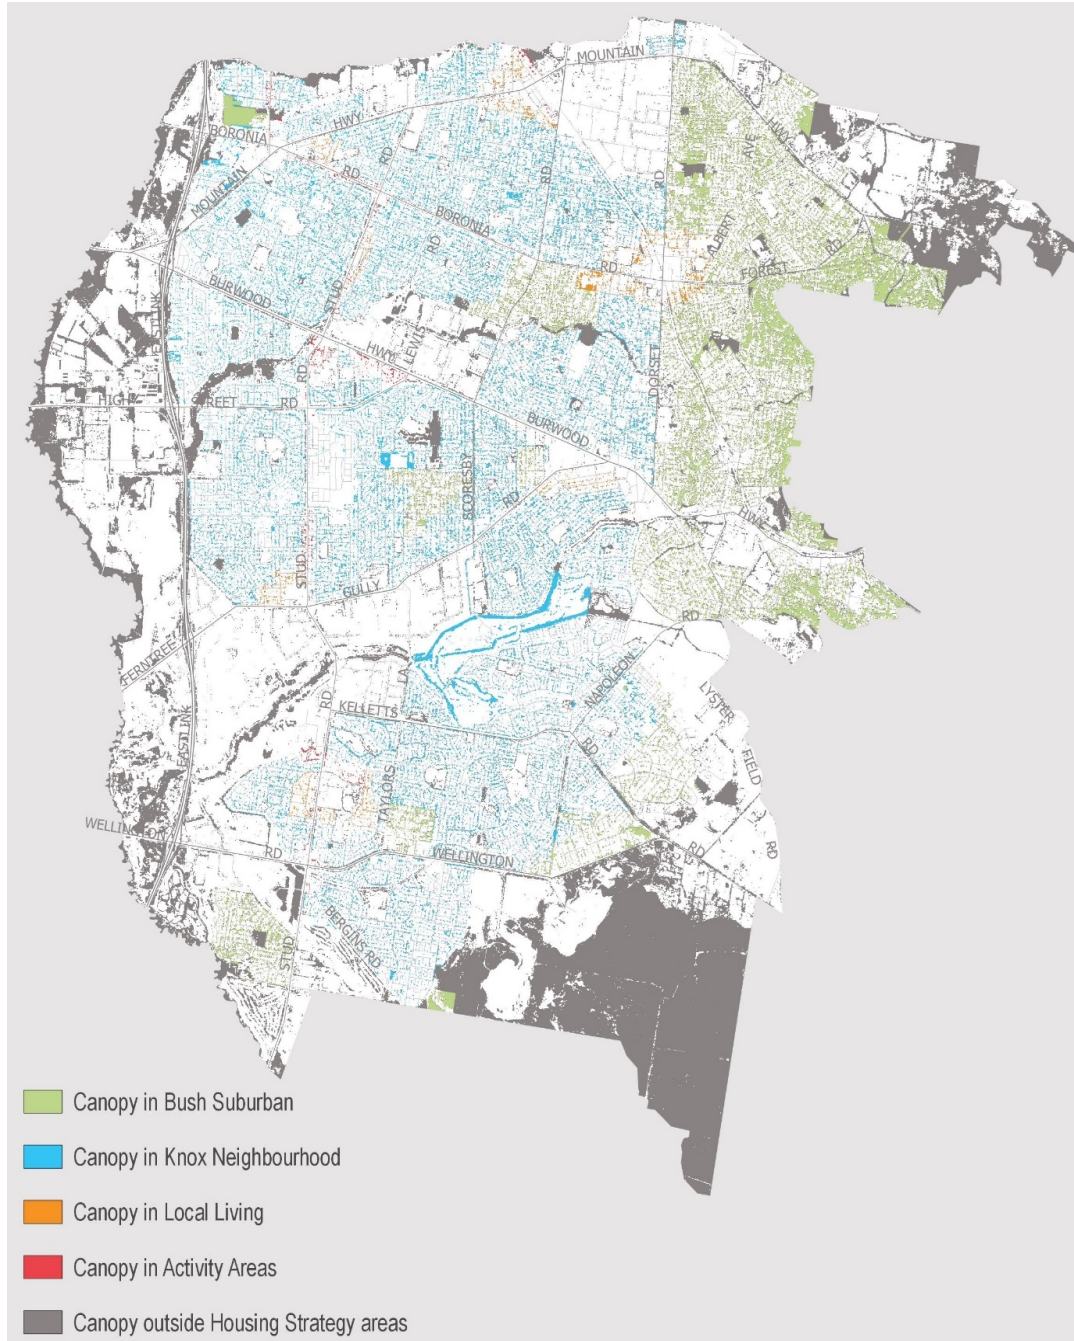 MOUNTAIN
HWY
BORONIA
HWY
RD
AVE
MOUNTAIN
RD
RD
RD
BORONIA
RD
ALBERT
RD
FOREST
RD
BURWOOD
STUD
EASTLINK
HWY
LEWIS
RD
DORSET
HIGH
STREET
RD
RD
BURWOOD
SCORESBY
RD
HWY
STUD
GULLY
RD
FERNTREE
LA
NAPOLEON
LYSTER
RD
KELLETTS
EASTLINK
RD
FIELD
TAYLORS
WELLINGTON
RD
WELLINGTON
RD
RD
BERGINS RD
STUD
Canopy in Bush Suburban
Canopy in Knox Neighbourhood
Canopy in Local Living
Canopy in Activity Areas
Canopy outside Housing Strategy areas